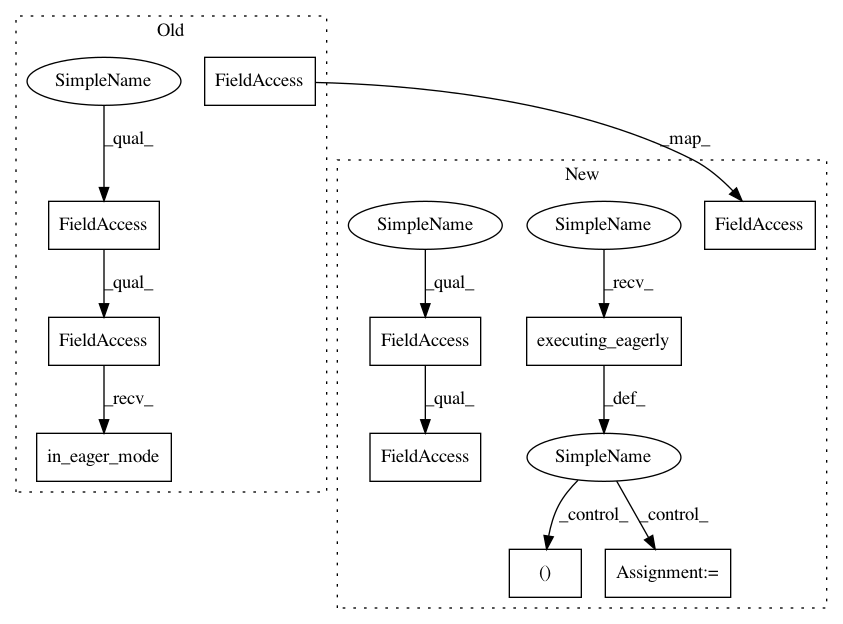 Old
SimpleName
FieldAccess
_qual_
_map_
New
FieldAccess
SimpleName
SimpleName
FieldAccess
_qual_
_qual_
_recv_
FieldAccess
FieldAccess
executing_eagerly
_recv_
_qual_
_def_
in_eager_mode
FieldAccess
SimpleName
_control_
_control_
()
Assignment:=